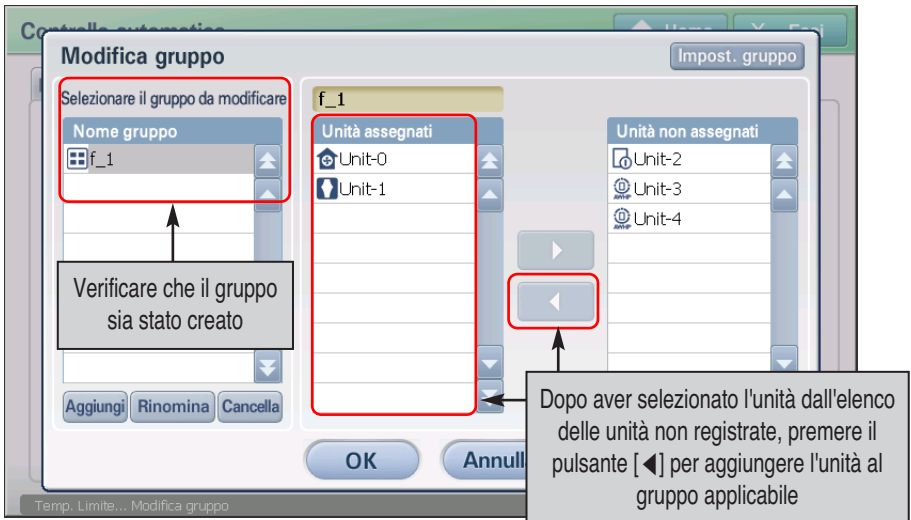 Modifica gruppo
Impost. gruppo
Selezionare il gruppo da modificare
Nome gruppo
f_1
f_1
Unità assegnati
Unit-0
Unit-1
Unità non assegnati
Unit-2
Unit-3
Unit-4
Verificare che il gruppo
sia stato creato
Aggiungi
Rinomina
Cancella
OK
Annull
Dopo aver selezionato l'unità dall'elenco
delle unità non registrate, premere il
pulsante [◀] per aggiungere l'unità al
gruppo applicabile
Temp. Limite... Modifica gruppo